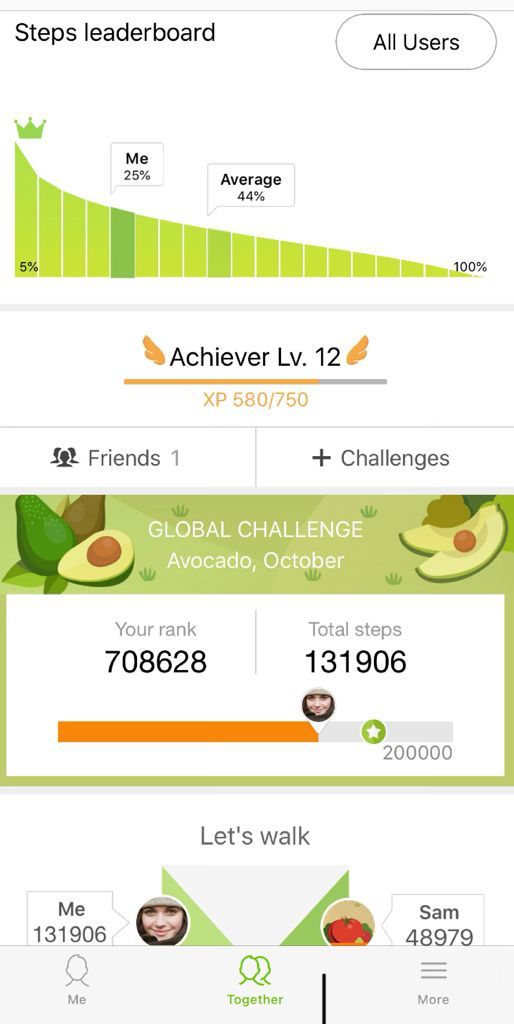 Steps leaderboard
All Users
Me
25%
Average
44%
5%
100%
Achiever Lv. 12
XP 580/750
Friends 1
+ Challenges
GLOBAL CHALLENGE
Avocado, October
Your rank
Total steps
708628
131906
200000
Let's walk
Me
131906
Sam
48979
Me
Together
More